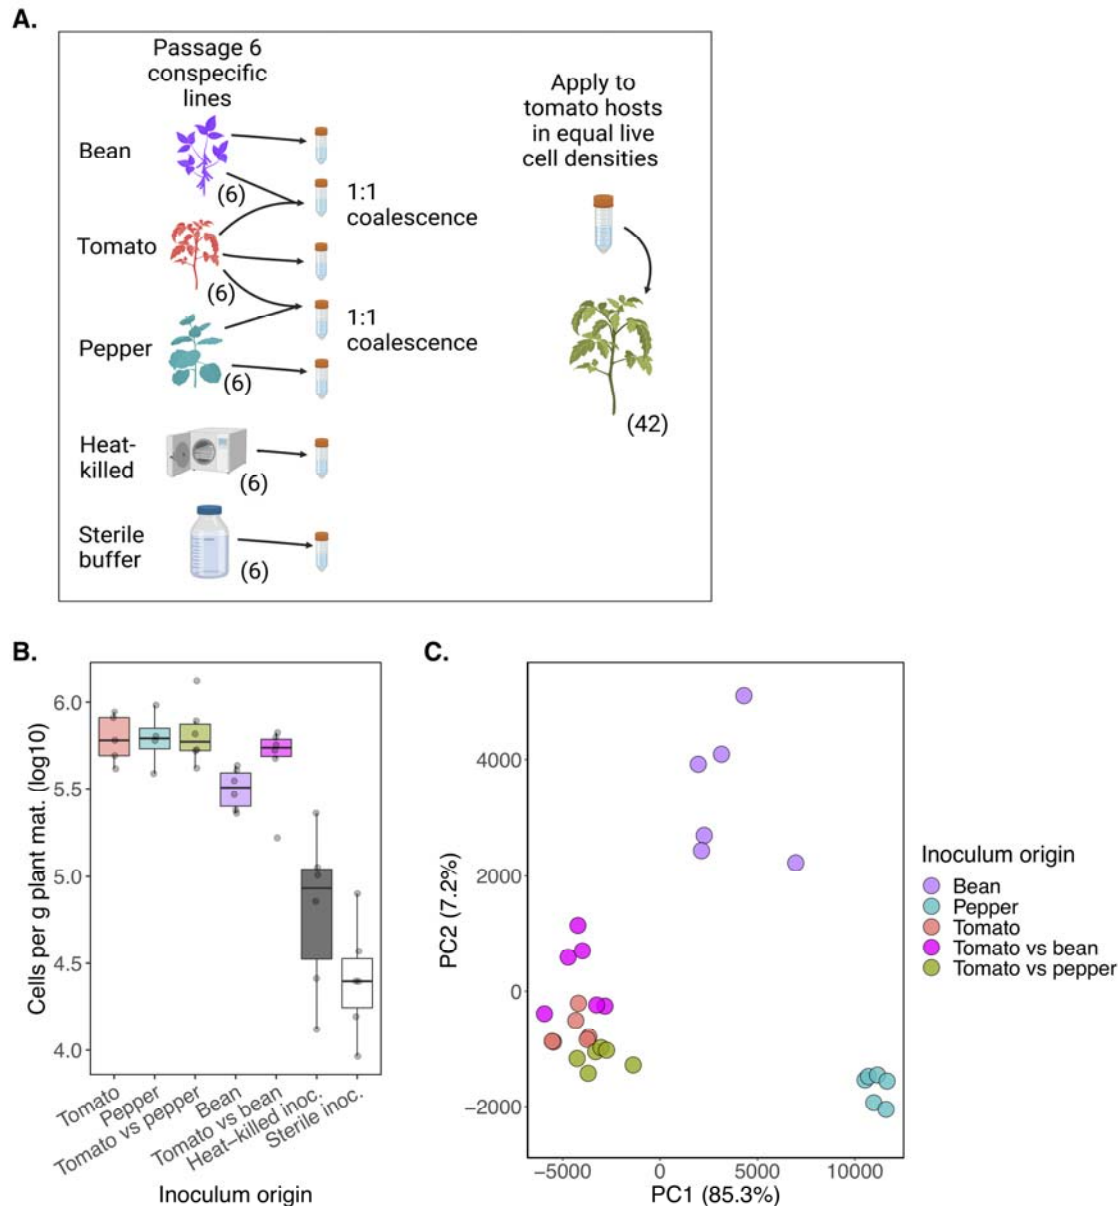 A.
Passage 6
conspecific
lines
Bean
(6)
1:1
coalescence
Tomato
(6)
1:1
coalescence
Pepper
(6)
Heat-
killed
(6)
Sterile
buffer
(6)
Apply to
tomato hosts
in equal live
cell densities
(42)
B.
Cells per g plant mat. (log10)
6.0
5.5
5.0
4.5
4.0
Tomato
Pepper
Tomato vs pepper
Bean
Tomato vs bean
Heat−killed inoc.
Sterile inoc.
Inoculum origin
C.
PC2 (7.2%)
4000
2000
0
−2000
−5000
0
5000
10000
PC1 (85.3%)
Inoculum origin
Bean
Pepper
Tomato
Tomato vs bean
Tomato vs pepper